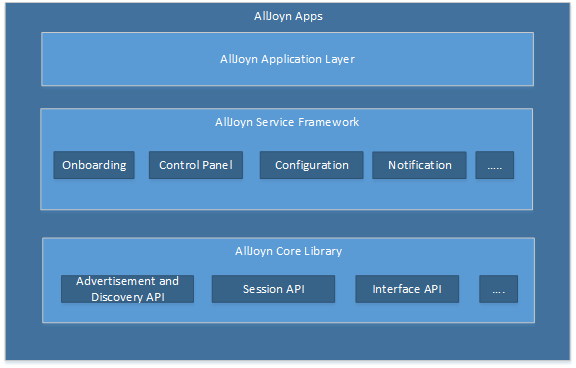 AllJoyn Apps
AllJoyn Application Layer
AllJoyn Service Framework
Onboarding
Control Panel
Configuration
Notification
.....
AllJoyn Core Library
Advertisement and
Discovery API
Session API
Interface API
....